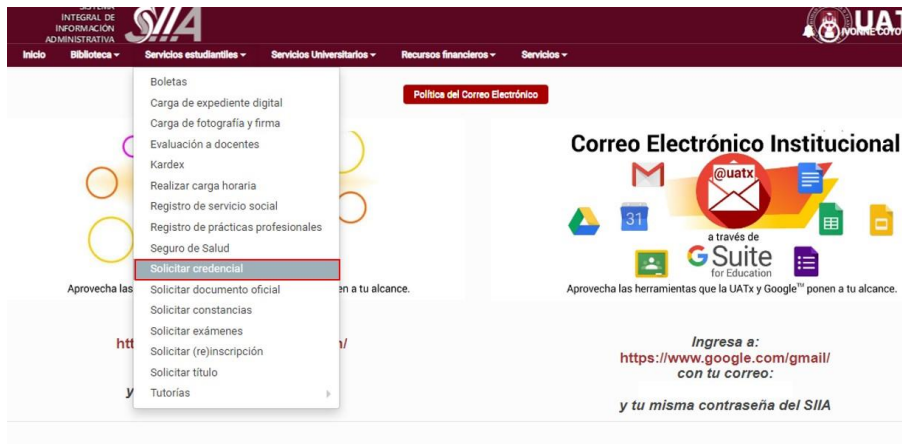 SISTEMA
INTEGRAL DE
INFORMACIÓN
ADMINISTRATIVA
SIIA
UAT
IVONNE COYO
Inicio Biblioteca Servicios estudiantiles Servicios Universitarios Recursos financieros Servicios
Política del Correo Electrónico
Boletas
Carga de expediente digital
Carga de fotografía y firma
Evaluación a docentes
Kardex
Realizar carga horaria
Registro de servicio social
Registro de prácticas profesionales
Seguro de Salud
Solicitar credencial
Solicitar documento oficial
Solicitar constancias
Solicitar exámenes
Solicitar (re)inscripción
Solicitar título
Tutorías
Aprovecha las
en a tu alcance.
htt
n/
y
Correo Electrónico Institucional
@uatx
31
a través de
G Suite
for Education
Aprovecha las herramientas que la UATx y Google™ ponen a tu alcance.
Ingresa a:
https://www.google.com/gmail/
con tu correo:
y tu misma contraseña del SIIA